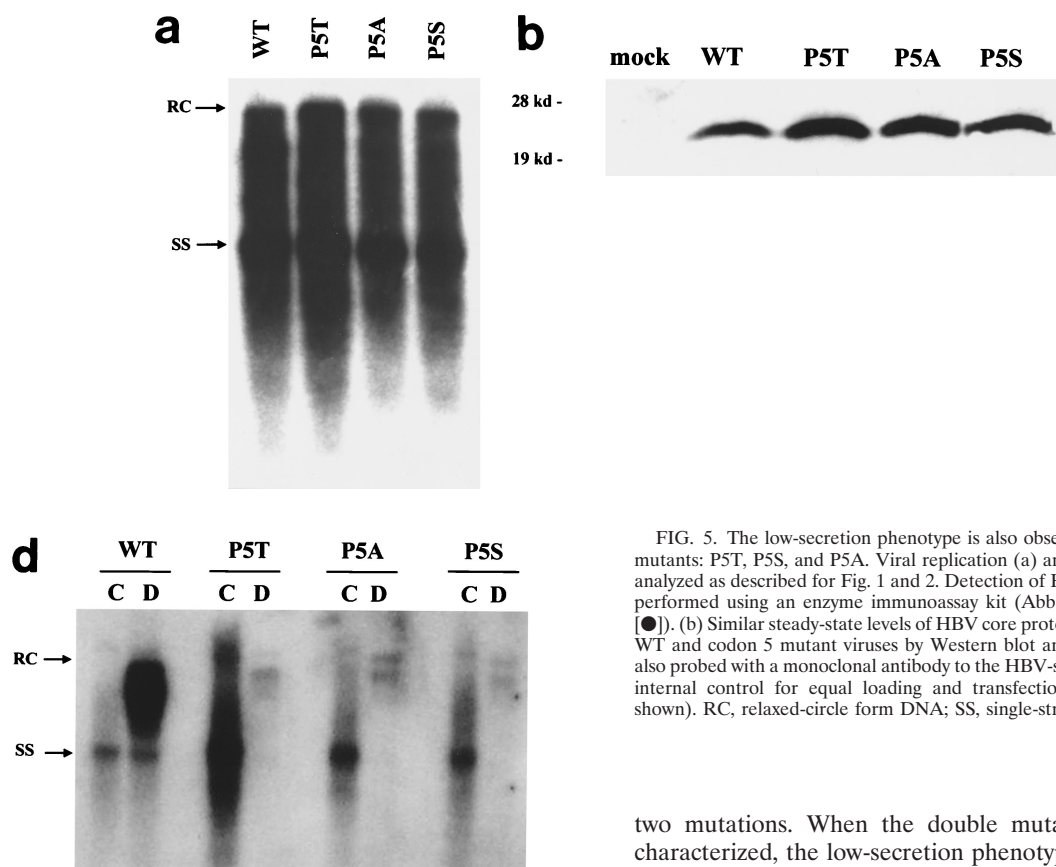 a
WT P5T P5A P5S
RC
SS
b
mock WT P5T P5A P5S
28 kd -
19 kd -
d
WT P5T P5A P5S
C D C D C D C D
RC
SS
FIG. 5. The low-secretion phenotype is also obse
mutants: P5T, P5S, and P5A. Viral replication (a) an
analyzed as described for Fig. 1 and 2. Detection of H
performed using an enzyme immunoassay kit (Abb
[●]). (b) Similar steady-state levels of HBV core prote
WT and codon 5 mutant viruses by Western blot an
also probed with a monoclonal antibody to the HBV-s
internal control for equal loading and transfection
shown). RC, relaxed-circle form DNA; SS, single-str
two mutations. When the double muta
characterized, the low-secretion phenotyp